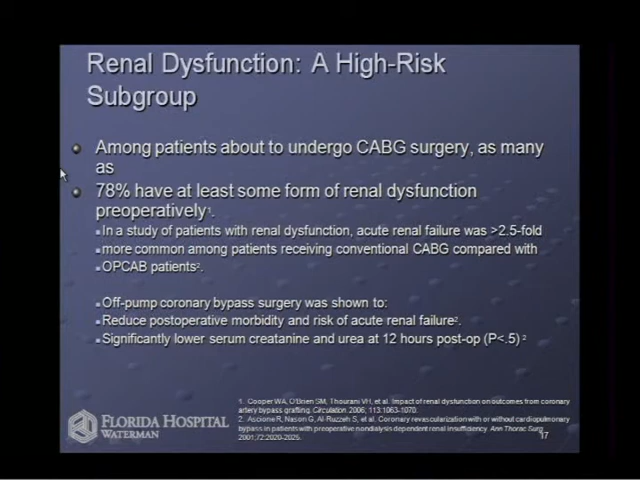 Renal Dysfunction: A High-Risk
Subgroup
Among patients about to undergo CABG surgery, as many
as
78% have at least some form of renal dysfunction
preoperatively¹.
In a study of patients with renal dysfunction, acute renal failure was >2.5-fold
more common among patients receiving conventional CABG compared with
OPCAB patients².
Off-pump coronary bypass surgery was shown to:
Reduce postoperative morbidity and risk of acute renal failure².
Significantly lower serum creatanine and urea at 12 hours post-op (P<.5) ²
1. Cooper WA, O'Brien SM, Thourani VH, et al. Impact of renal dysfunction on outcomes from coronary
artery bypass grafting. Circulation. 2006; 113:1063-1070.
2. Ascione R, Nason G, Al-Ruzzeh S, et al. Coronary revascularization with or without cardiopulmonary
bypass in patients with preoperative nondialysis dependent renal insufficiency. Ann Thorac Surg.
2001;72:2020-2025.
FLORIDA HOSPITAL
WATERMAN
17